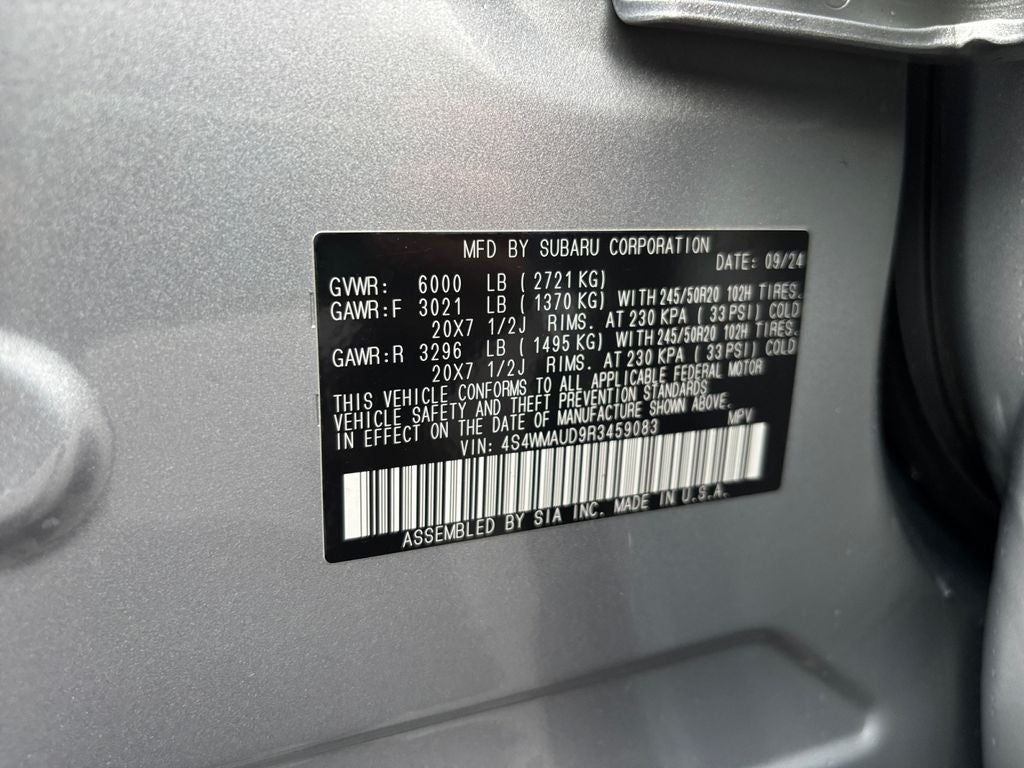 MFD BY SUBARU CORPORATION
DATE: 09/24
GVWR: 6000 LB ( 2721 KG)
GAWR:F 3021 LB ( 1370 KG) WITH 245/50R20 102H TIRES.
20X7 1/2J RIMS. AT 230 KPA ( 33 PSI) COLD
GAWR:R 3296 LB ( 1495 KG) WITH 245/50R20 102H TIRES.
20X7 1/2J RIMS. AT 230 KPA ( 33 PSI) COLD
THIS VEHICLE CONFORMS TO ALL APPLICABLE FEDERAL MOTOR
VEHICLE SAFETY AND THEFT PREVENTION STANDARDS
IN EFFECT ON THE DATE OF MANUFACTURE SHOWN ABOVE.
VIN: 4S4WMAUD9R3459083 MPV
ASSEMBLED BY SIA INC. MADE IN U.S.A.